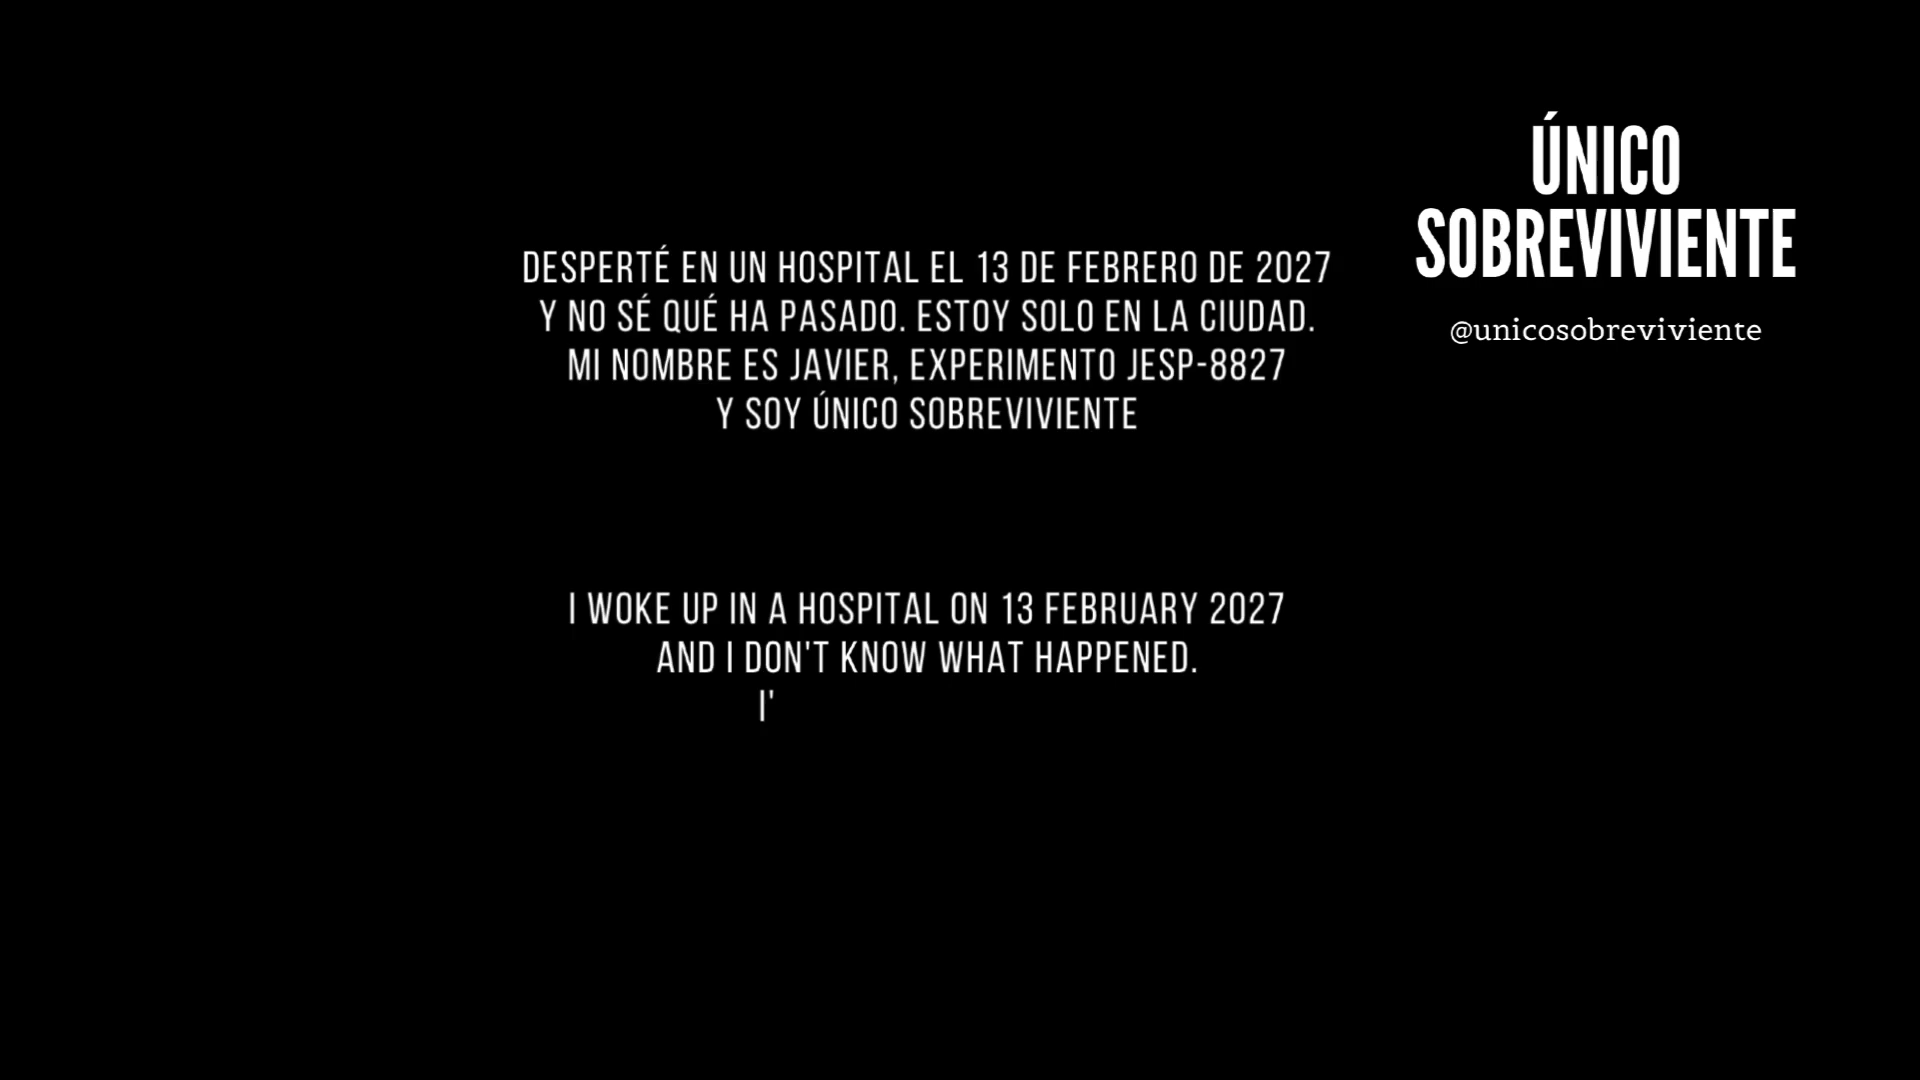 ÚNICO
SOBREVIVIENTE
@unicosobreviviente
DESPERTÉ EN UN HOSPITAL EL 13 DE FEBRERO DE 2027
Y NO SÉ QUÉ HA PASADO. ESTOY SOLO EN LA CIUDAD.
MI NOMBRE ES JAVIER, EXPERIMENTO JESP-8827
Y SOY ÚNICO SOBREVIVIENTE
I WOKE UP IN A HOSPITAL ON 13 FEBRUARY 2027
AND I DON'T KNOW WHAT HAPPENED.
I'